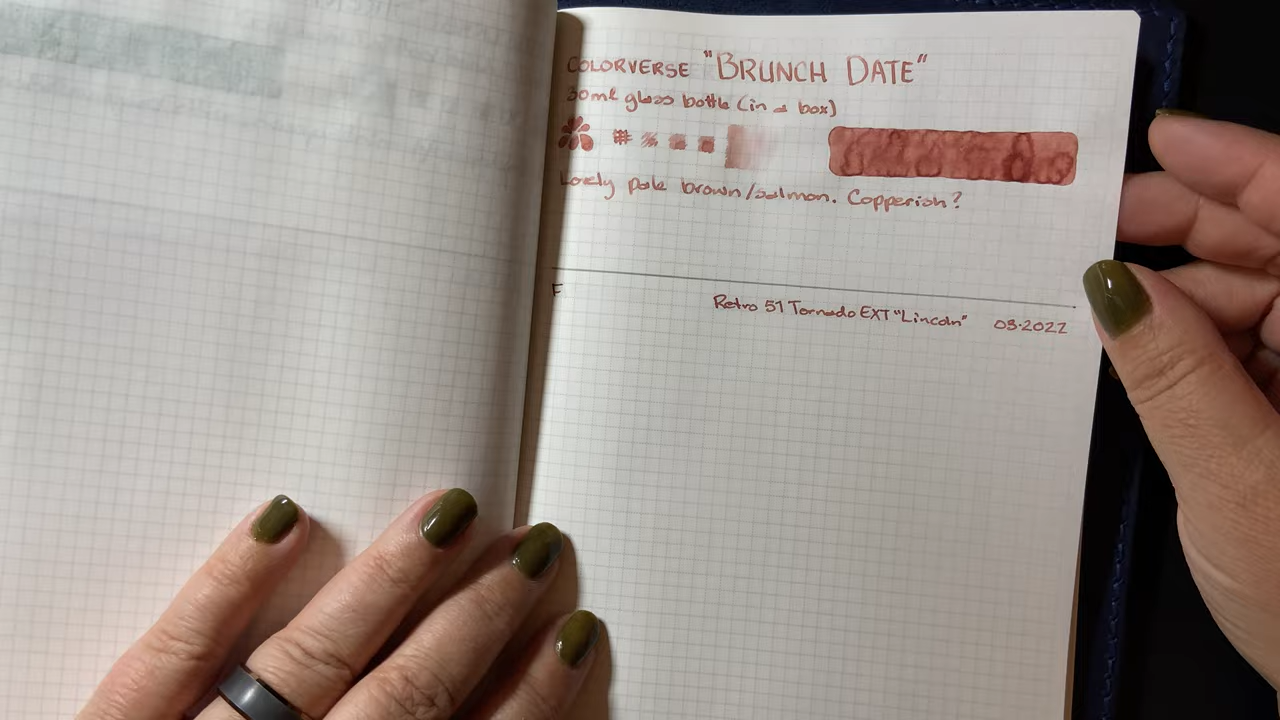 COLORVERSE "BRUNCH DATE"
30ml glass bottle (in a box)
Lovely pale brown/salmon. Copperish?
F
Retro 51 Tornado EXT "Lincoln" 03·2022